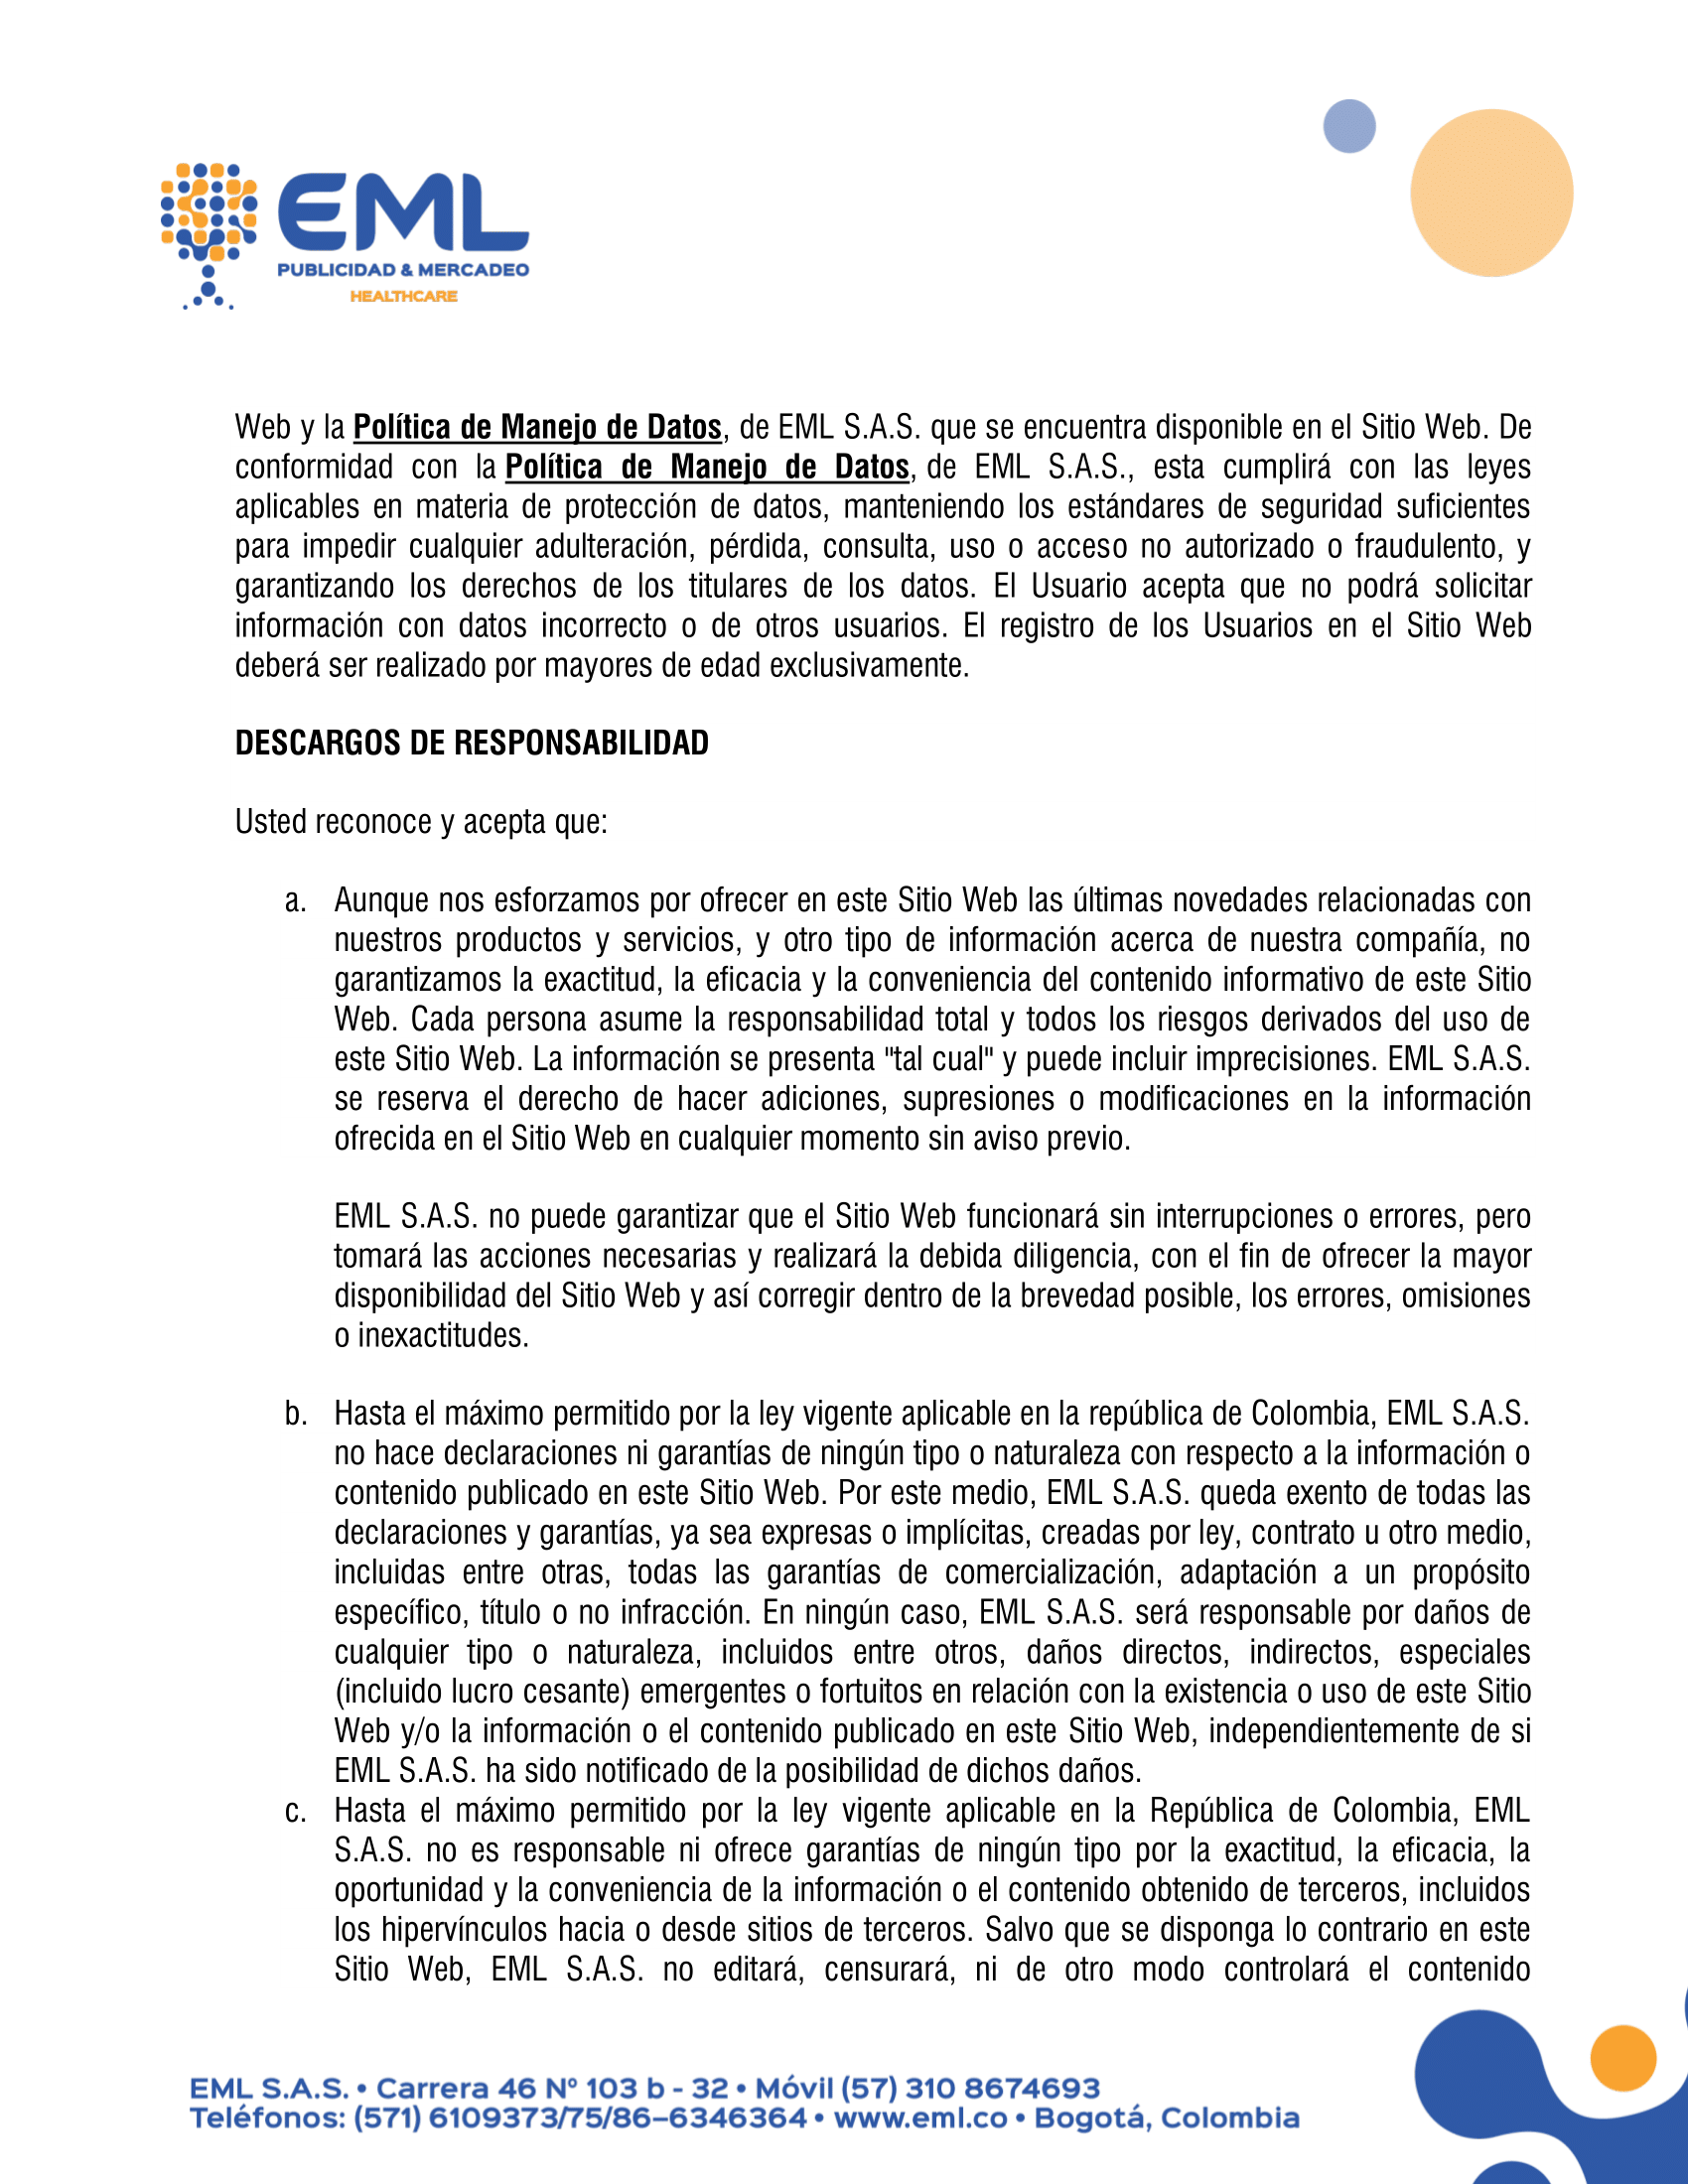 EML
PUBLICIDAD & MERCADEO
HEALTHCARE
Web y la Política de Manejo de Datos, de EML S.A.S. que se encuentra disponible en el Sitio Web. De
conformidad con la Política de Manejo de Datos, de EML S.A.S., esta cumplirá con las leyes
aplicables en materia de protección de datos, manteniendo los estándares de seguridad suficientes
para impedir cualquier adulteración, pérdida, consulta, uso o acceso no autorizado o fraudulento, y
garantizando los derechos de los titulares de los datos. El Usuario acepta que no podrá solicitar
información con datos incorrecto o de otros usuarios. El registro de los Usuarios en el Sitio Web
deberá ser realizado por mayores de edad exclusivamente.
DESCARGOS DE RESPONSABILIDAD
Usted reconoce y acepta que:
a. Aunque nos esforzamos por ofrecer en este Sitio Web las últimas novedades relacionadas con
nuestros productos y servicios, y otro tipo de información acerca de nuestra compañía, no
garantizamos la exactitud, la eficacia y la conveniencia del contenido informativo de este Sitio
Web. Cada persona asume la responsabilidad total y todos los riesgos derivados del uso de
este Sitio Web. La información se presenta "tal cual" y puede incluir imprecisiones. EML S.A.S.
se reserva el derecho de hacer adiciones, supresiones o modificaciones en la información
ofrecida en el Sitio Web en cualquier momento sin aviso previo.
EML S.A.S. no puede garantizar que el Sitio Web funcionará sin interrupciones o errores, pero
tomará las acciones necesarias y realizará la debida diligencia, con el fin de ofrecer la mayor
disponibilidad del Sitio Web y así corregir dentro de la brevedad posible, los errores, omisiones
o inexactitudes.
b. Hasta el máximo permitido por la ley vigente aplicable en la república de Colombia, EML S.A.S.
no hace declaraciones ni garantías de ningún tipo o naturaleza con respecto a la información o
contenido publicado en este Sitio Web. Por este medio, EML S.A.S. queda exento de todas las
declaraciones y garantías, ya sea expresas o implícitas, creadas por ley, contrato u otro medio,
incluidas entre otras, todas las garantías de comercialización, adaptación a un propósito
específico, título o no infracción. En ningún caso, EML S.A.S. será responsable por daños de
cualquier tipo o naturaleza, incluidos entre otros, daños directos, indirectos, especiales
(incluido lucro cesante) emergentes o fortuitos en relación con la existencia o uso de este Sitio
Web y/o la información o el contenido publicado en este Sitio Web, independientemente de si
EML S.A.S. ha sido notificado de la posibilidad de dichos daños.
c. Hasta el máximo permitido por la ley vigente aplicable en la República de Colombia, EML
S.A.S. no es responsable ni ofrece garantías de ningún tipo por la exactitud, la eficacia, la
oportunidad y la conveniencia de la información o el contenido obtenido de terceros, incluidos
los hipervínculos hacia o desde sitios de terceros. Salvo que se disponga lo contrario en este
Sitio Web, EML S.A.S. no editará, censurará, ni de otro modo controlará el contenido
EML S.A.S. • Carrera 46 Nº 103 b - 32 • Móvil (57) 310 8674693
Teléfonos: (571) 6109373/75/86–6346364 • www.eml.co • Bogotá, Colombia